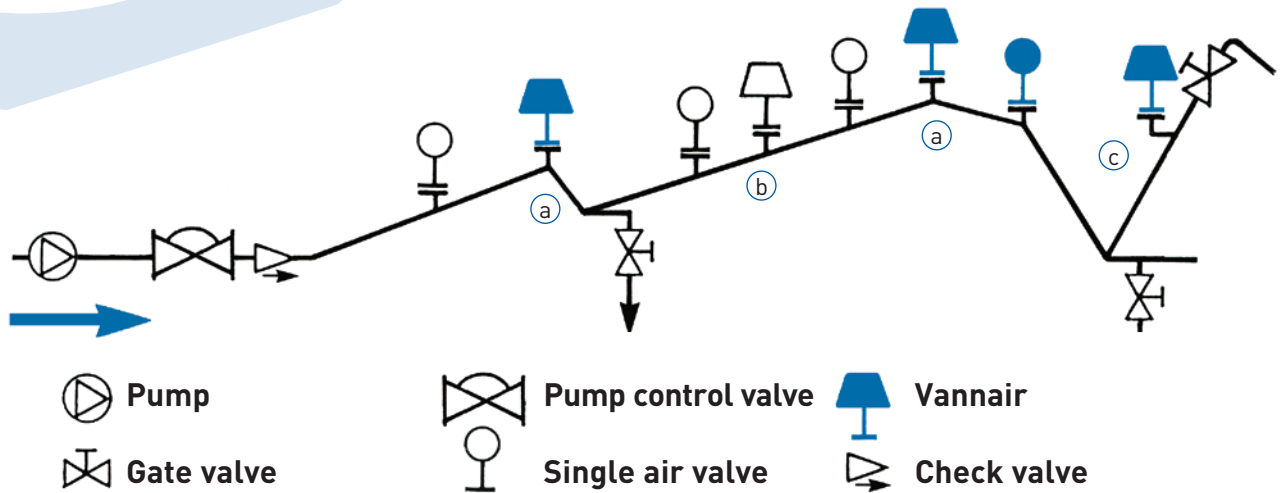 a
b
a
c
Pump
Pump control valve
Vannair
Gate valve
Single air valve
Check valve